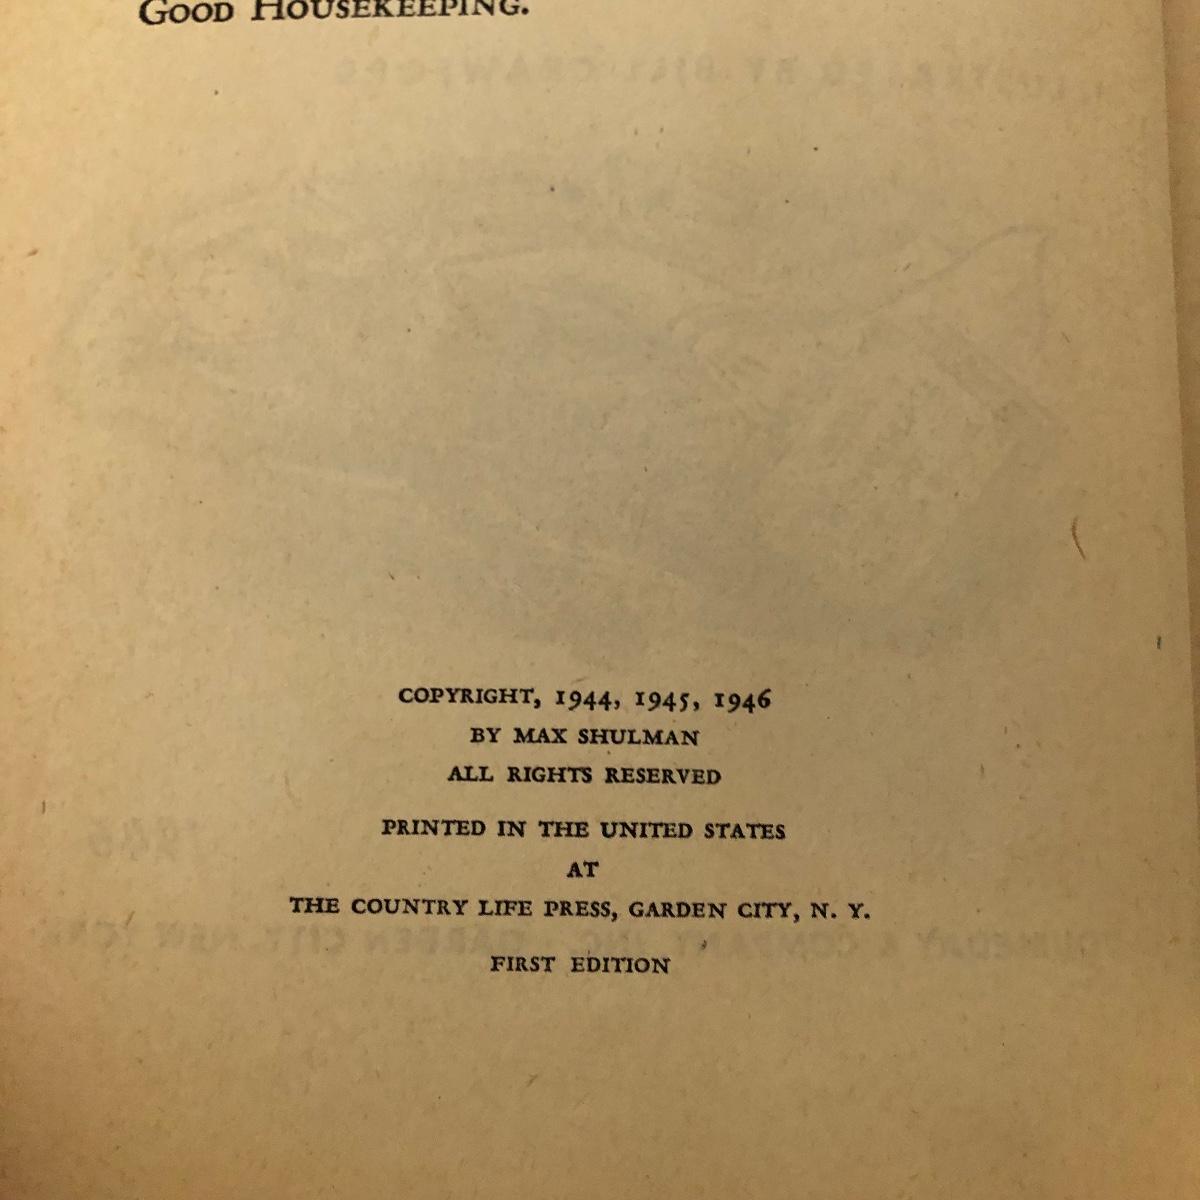 GOOD HOUSEKEEPING.
COPYRIGHT, 1944, 1945, 1946
BY MAX SHULMAN
ALL RIGHTS RESERVED
PRINTED IN THE UNITED STATES
AT
THE COUNTRY LIFE PRESS, GARDEN CITY, N. Y.
FIRST EDITION